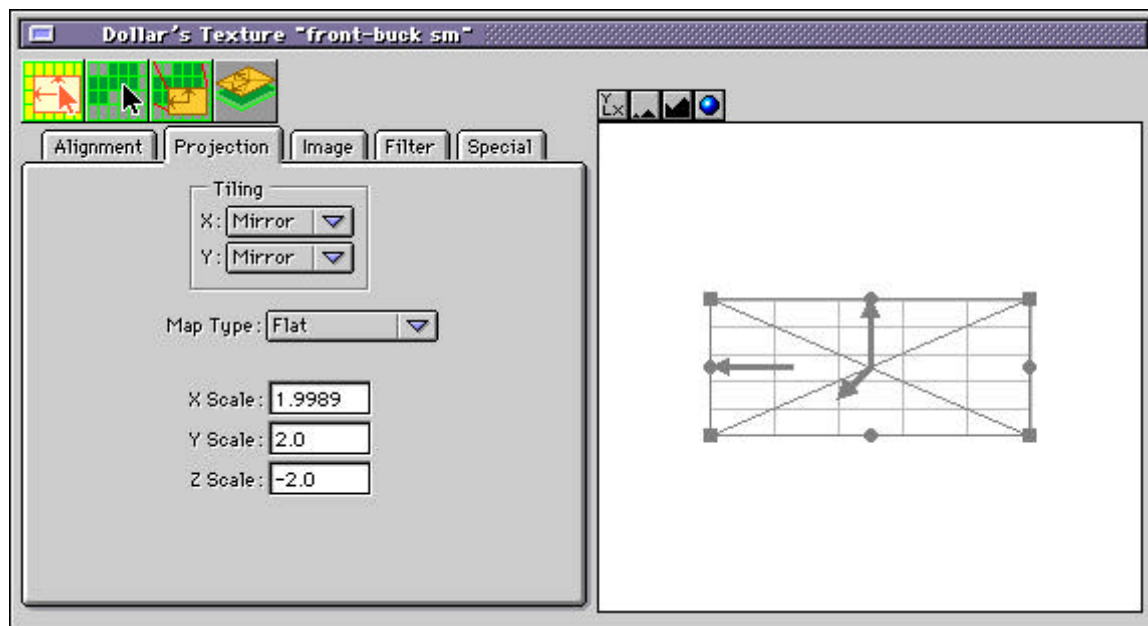 Dollar's Texture "front-buck sm"
Alignment Projection Image Filter Special
Tiling
X: Mirror
Y: Mirror
Map Type: Flat
X Scale: 1.9989
Y Scale: 2.0
Z Scale: -2.0
Y
X